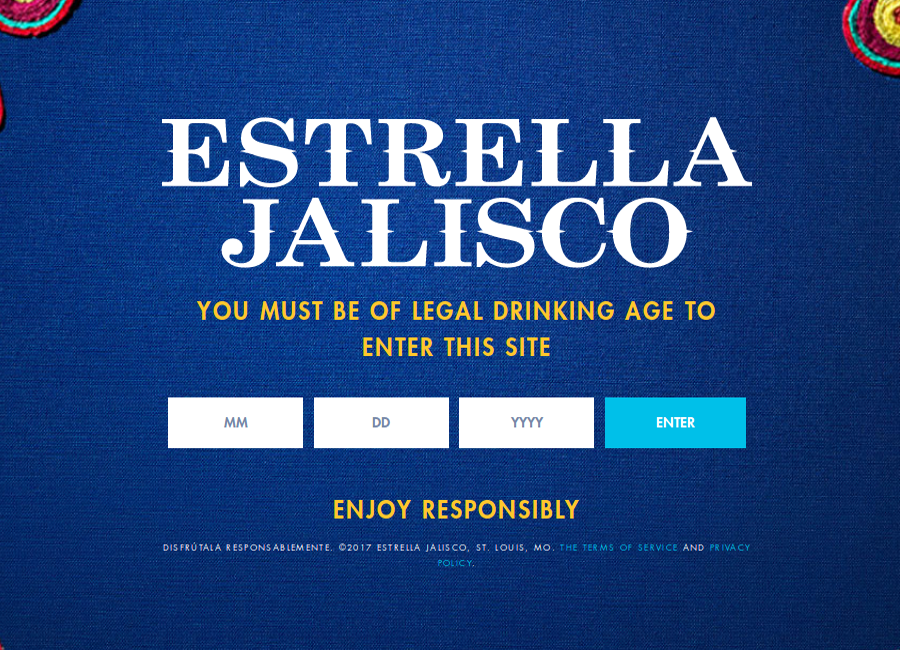 ESTRELLA
JALISCO
YOU MUST BE OF LEGAL DRINKING AGE TO
ENTER THIS SITE
MM DD YYYY ENTER
ENJOY RESPONSIBLY
DISFRÚTALA RESPONSABLEMENTE. ©2017 ESTRELLA JALISCO, ST. LOUIS, MO. THE TERMS OF SERVICE AND PRIVACY
POLICY.